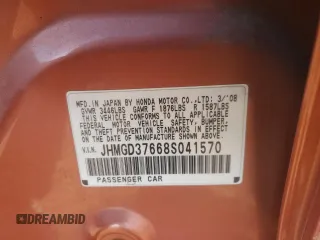 MFD. IN JAPAN BY HONDA MOTOR CO., LTD. 3/'08
GVWR 3446LBS GAWR F 1876LBS R 1587LBS
THIS VEHICLE CONFORMS TO ALL APPLICABLE
FEDERAL MOTOR VEHICLE SAFETY, BUMPER,
AND THEFT PREVENTION STANDARDS IN EFFECT
ON THE DATE OF MANUFACTURE SHOWN ABOVE.
V.I.N. JHMGD37668S041570
PASSENGER CAR
DREAMBID